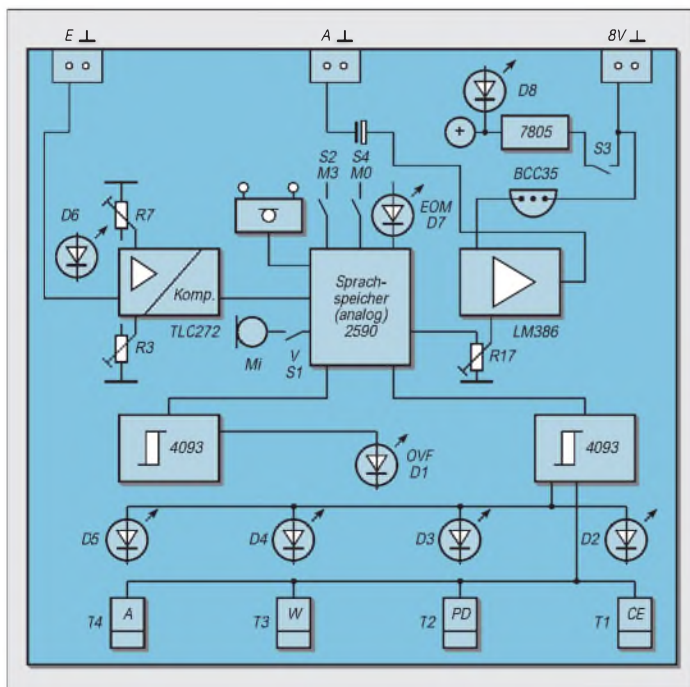 E ⊥
A ⊥
8V ⊥
D8
+
7805
S3
S2
M3
S4
M0
BCC35
R7
D6
EOM
D7
Komp.
TLC272
Sprach-
speicher
(analog)
2590
LM386
R3
Mi
V
S1
R17
4093
OVF
D1
4093
D5
D4
D3
D2
T4
A
T3
W
T2
PD
T1
CE